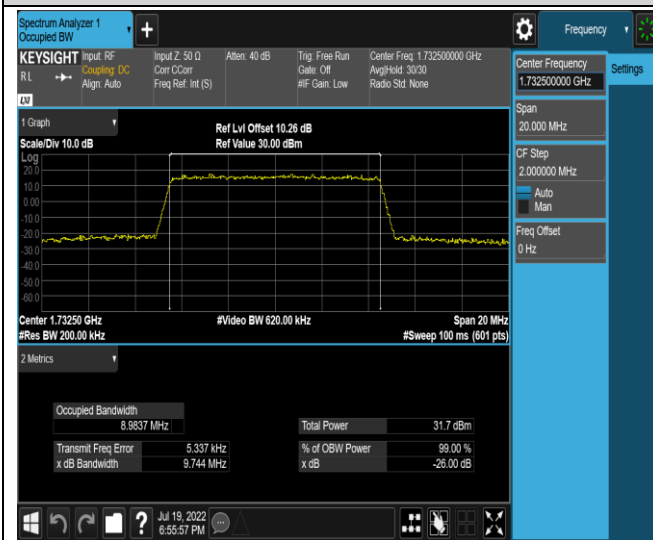 Spectrum Analyzer 1
Occupied BW
+
Frequency
KEYSIGHT
RL
LXI
Input: RF
Coupling: DC
Align: Auto
Input Z: 50 Ω
Corr CCorr
Freq Ref: Int (S)
Atten: 40 dB
Trig: Free Run
Gate: Off
#IF Gain: Low
Center Freq: 1.732500000 GHz
Avg|Hold: 30/30
Radio Std: None
Center Frequency
1.732500000 GHz
Settings
Span
20.000 MHz
CF Step
2.000000 MHz
Auto
Man
Freq Offset
0 Hz
1 Graph
Scale/Div 10.0 dB
Ref Lvl Offset 10.26 dB
Ref Value 30.00 dBm
Log
20.0
10.0
0.00
-10.0
-20.0
-30.0
-40.0
-50.0
-60.0
Center 1.73250 GHz
#Video BW 620.00 kHz
Span 20 MHz
#Res BW 200.00 kHz
#Sweep 100 ms (601 pts)
2 Metrics
Occupied Bandwidth
8.9837 MHz
Total Power 31.7 dBm
Transmit Freq Error 5.337 kHz
% of OBW Power 99.00 %
x dB Bandwidth 9.744 MHz
x dB -26.00 dB
?
Jul 19, 2022
6:55:57 PM